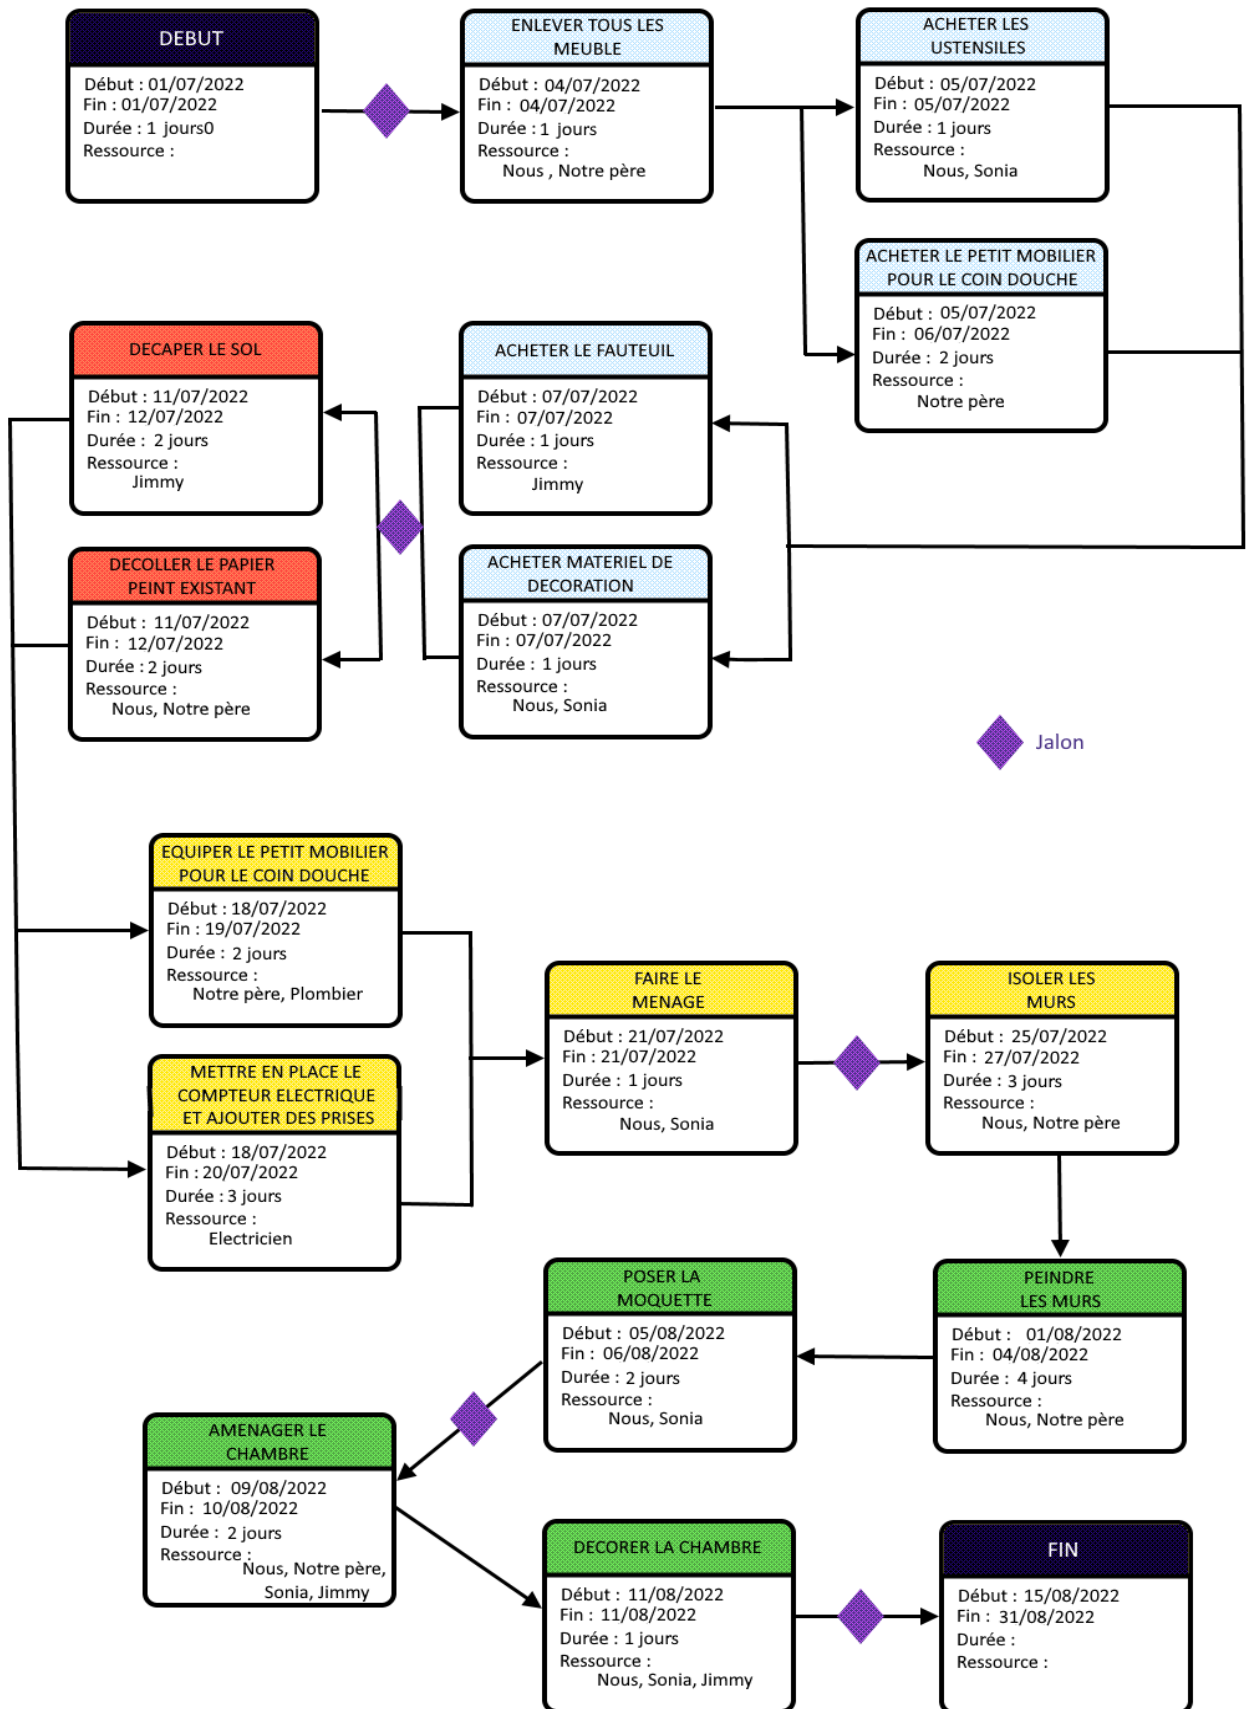 DEBUT
Début : 01/07/2022
Fin : 01/07/2022
Durée : 1 jours0
Ressource :
ENLEVER TOUS LES
MEUBLE
Début : 04/07/2022
Fin : 04/07/2022
Durée : 1 jours
Ressource :
Nous , Notre père
ACHETER LES
USTENSILES
Début : 05/07/2022
Fin : 05/07/2022
Durée : 1 jours
Ressource :
Nous, Sonia
ACHETER LE PETIT MOBILIER
POUR LE COIN DOUCHE
Début : 05/07/2022
Fin : 06/07/2022
Durée : 2 jours
Ressource :
Notre père
DECAPER LE SOL
Début : 11/07/2022
Fin : 12/07/2022
Durée : 2 jours
Ressource :
Jimmy
ACHETER LE FAUTEUIL
Début : 07/07/2022
Fin : 07/07/2022
Durée : 1 jours
Ressource :
Jimmy
DECOLLER LE PAPIER
PEINT EXISTANT
Début : 11/07/2022
Fin : 12/07/2022
Durée : 2 jours
Ressource :
Nous, Notre père
ACHETER MATERIEL DE
DECORATION
Début : 07/07/2022
Fin : 07/07/2022
Durée : 1 jours
Ressource :
Nous, Sonia
Jalon
EQUIPER LE PETIT MOBILIER
POUR LE COIN DOUCHE
Début : 18/07/2022
Fin : 19/07/2022
Durée : 2 jours
Ressource :
Notre père, Plombier
METTRE EN PLACE LE
COMPTEUR ELECTRIQUE
ET AJOUTER DES PRISES
Début : 18/07/2022
Fin : 20/07/2022
Durée : 3 jours
Ressource :
Electricien
FAIRE LE
MENAGE
Début : 21/07/2022
Fin : 21/07/2022
Durée : 1 jours
Ressource :
Nous, Sonia
ISOLER LES
MURS
Début : 25/07/2022
Fin : 27/07/2022
Durée : 3 jours
Ressource :
Nous, Notre père
POSER LA
MOQUETTE
Début : 05/08/2022
Fin : 06/08/2022
Durée : 2 jours
Ressource :
Nous, Sonia
PEINDRE
LES MURS
Début : 01/08/2022
Fin : 04/08/2022
Durée : 4 jours
Ressource :
Nous, Notre père
AMENAGER LE
CHAMBRE
Début : 09/08/2022
Fin : 10/08/2022
Durée : 2 jours
Ressource :
Nous, Notre père,
Sonia, Jimmy
DECORER LA CHAMBRE
Début : 11/08/2022
Fin : 11/08/2022
Durée : 1 jours
Ressource :
Nous, Sonia, Jimmy
FIN
Début : 15/08/2022
Fin : 31/08/2022
Durée :
Ressource :